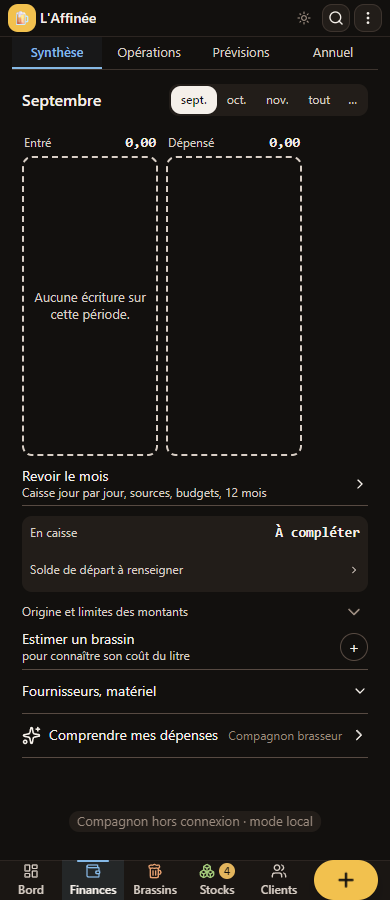 L'Affinée
Synthèse Opérations Prévisions Annuel
Septembre sept. oct. nov. tout ...
Entré 0,00 Dépensé 0,00
Aucune écriture sur
cette période.
Revoir le mois
Caisse jour par jour, sources, budgets, 12 mois
En caisse À compléter
Solde de départ à renseigner
Origine et limites des montants
Estimer un brassin
pour connaître son coût du litre
Fournisseurs, matériel
Comprendre mes dépenses Compagnon brasseur
Compagnon hors connexion · mode local
4
Bord Finances Brassins Stocks Clients